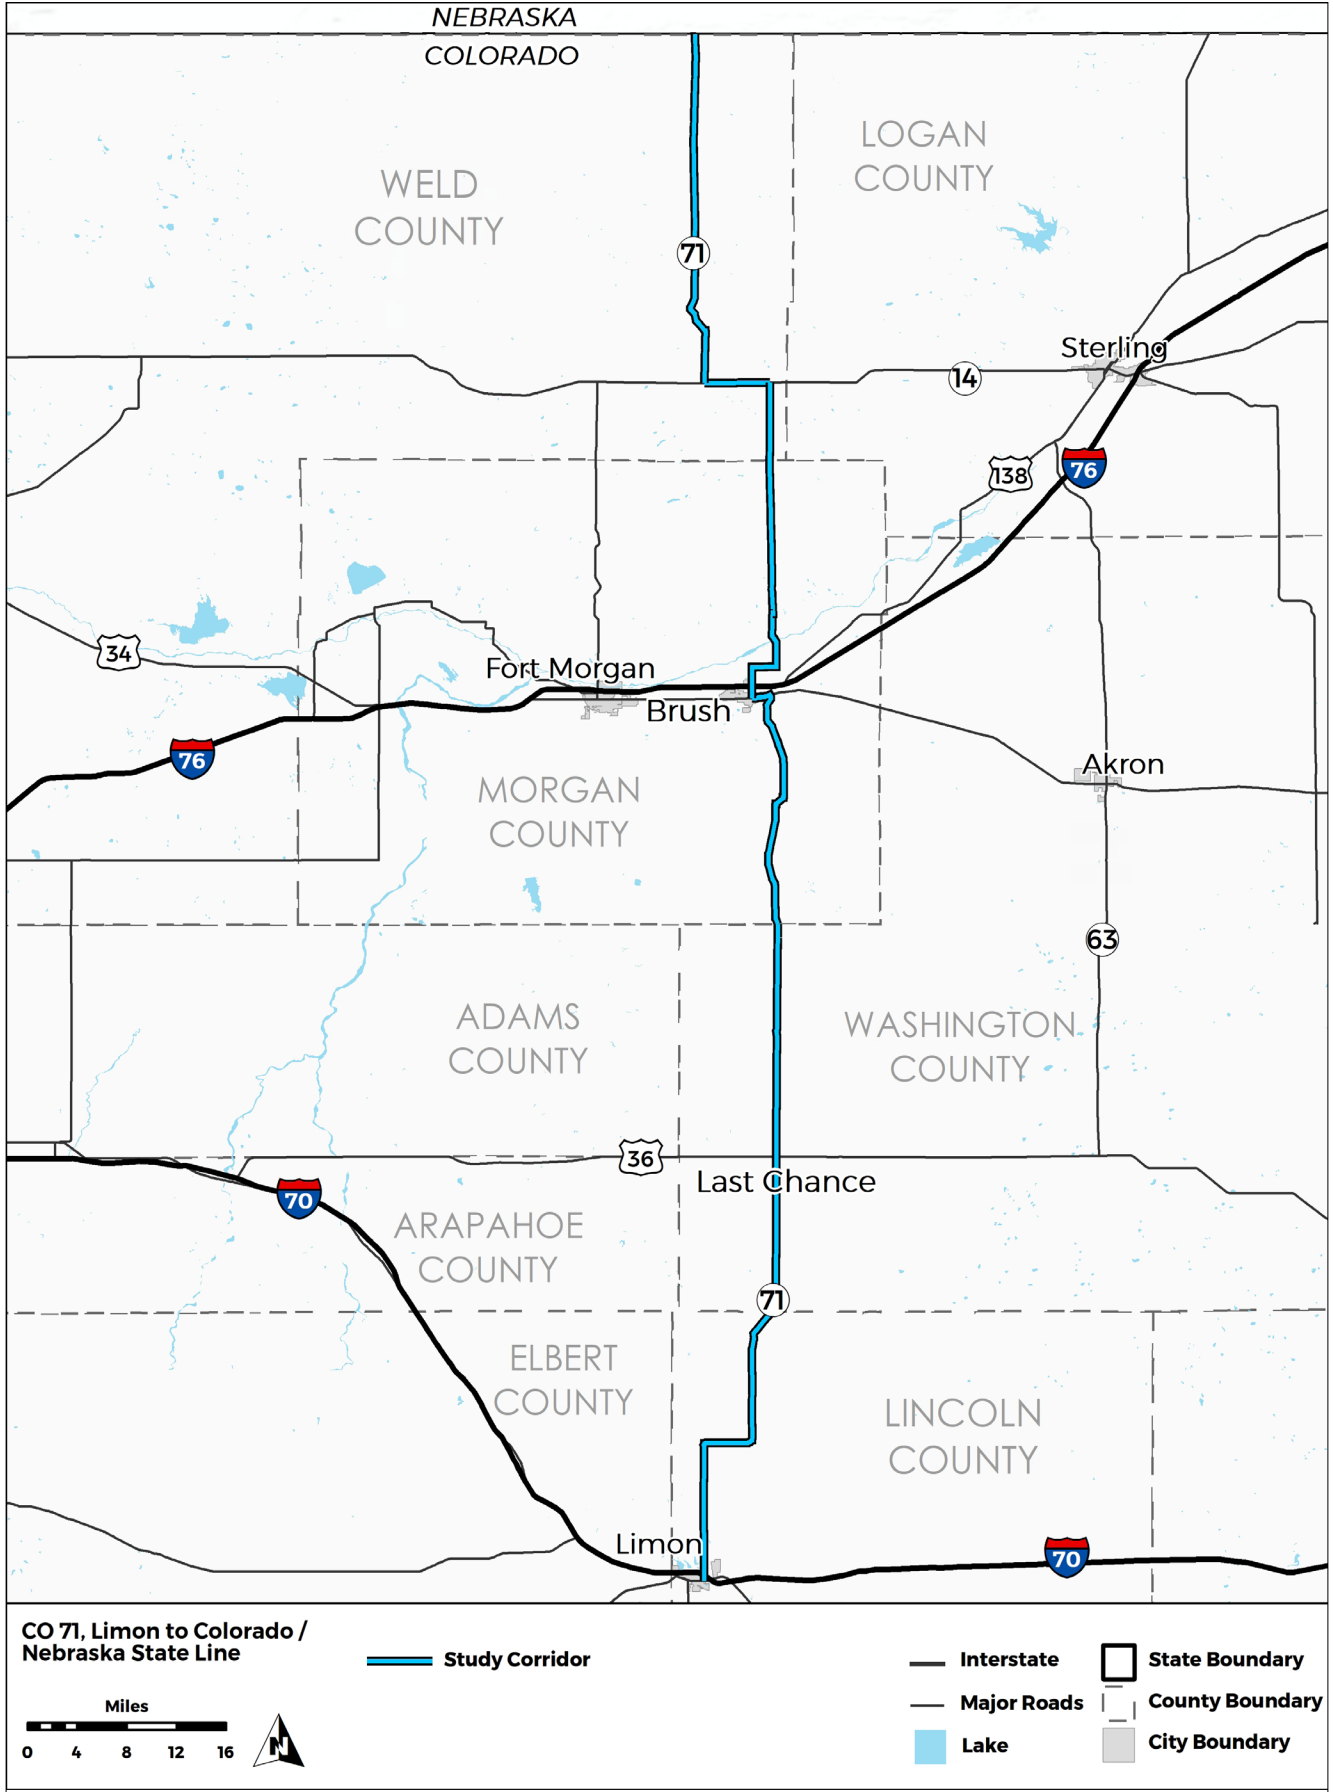 NEBRASKA
COLORADO
LOGAN
COUNTY
WELD
COUNTY
71
Sterling
14
138
76
34
Fort Morgan
Brush
76
Akron
MORGAN
COUNTY
63
ADAMS
COUNTY
WASHINGTON
COUNTY
36
Last Chance
70
ARAPAHOE
COUNTY
71
ELBERT
COUNTY
LINCOLN
COUNTY
Limon
70
CO 71, Limon to Colorado /
Nebraska State Line
Study Corridor
Miles
0 4 8 12 16
N
Interstate
Major Roads
Lake
State Boundary
County Boundary
City Boundary